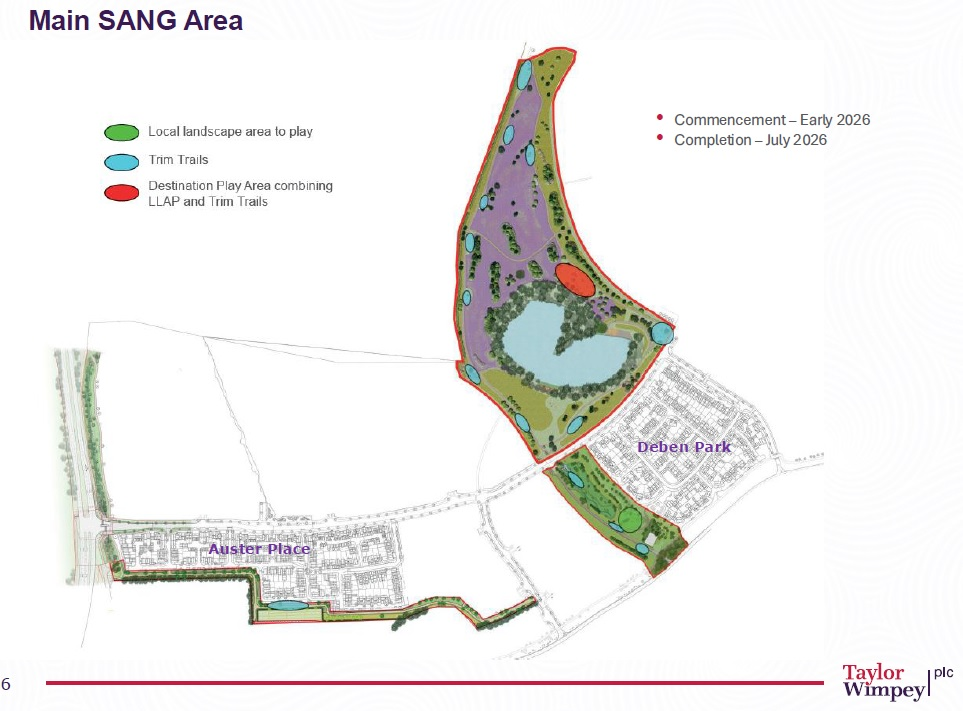 Main SANG Area
Local landscape area to play
Trim Trails
Destination Play Area combining
LLAP and Trim Trails
• Commencement – Early 2026
• Completion – July 2026
Deben Park
Auster Place
6
Taylor
Wimpey plc